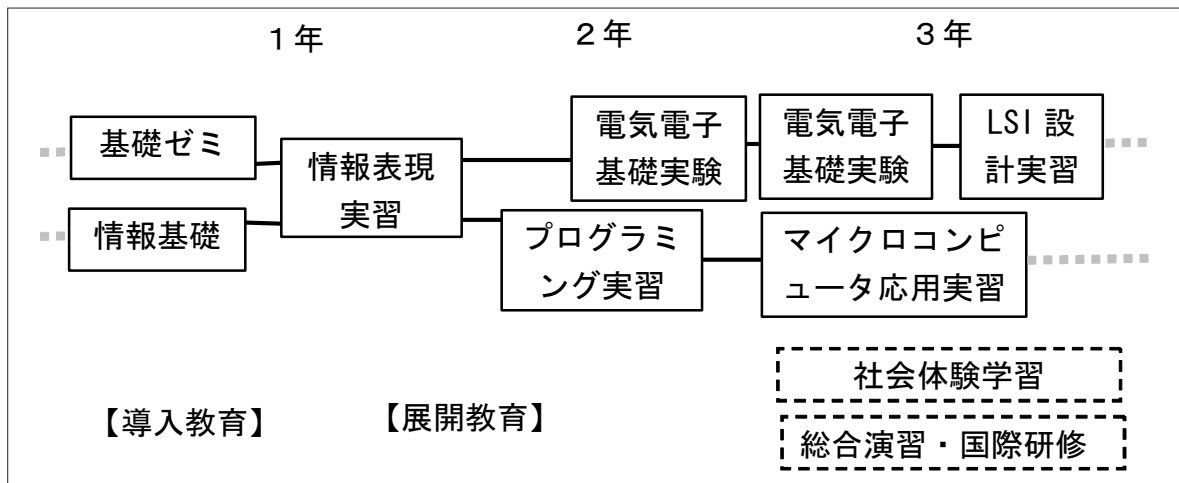 １年
２年
３年
基礎ゼミ
情報基礎
情報表現
実習
電気電子
基礎実験
プログラミ
ング実習
電気電子
基礎実験
LSI 設
計実習
マイクロコンピ
ュータ応用実習
社会体験学習
総合演習・国際研修
【導入教育】
【展開教育】